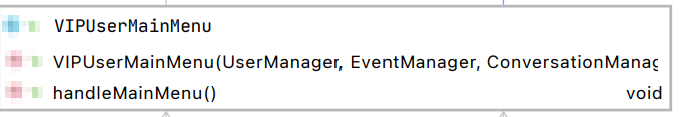 VIPUserMainMenu
VIPUserMainMenu(UserManager, EventManager, ConversationManag
handleMainMenu() void